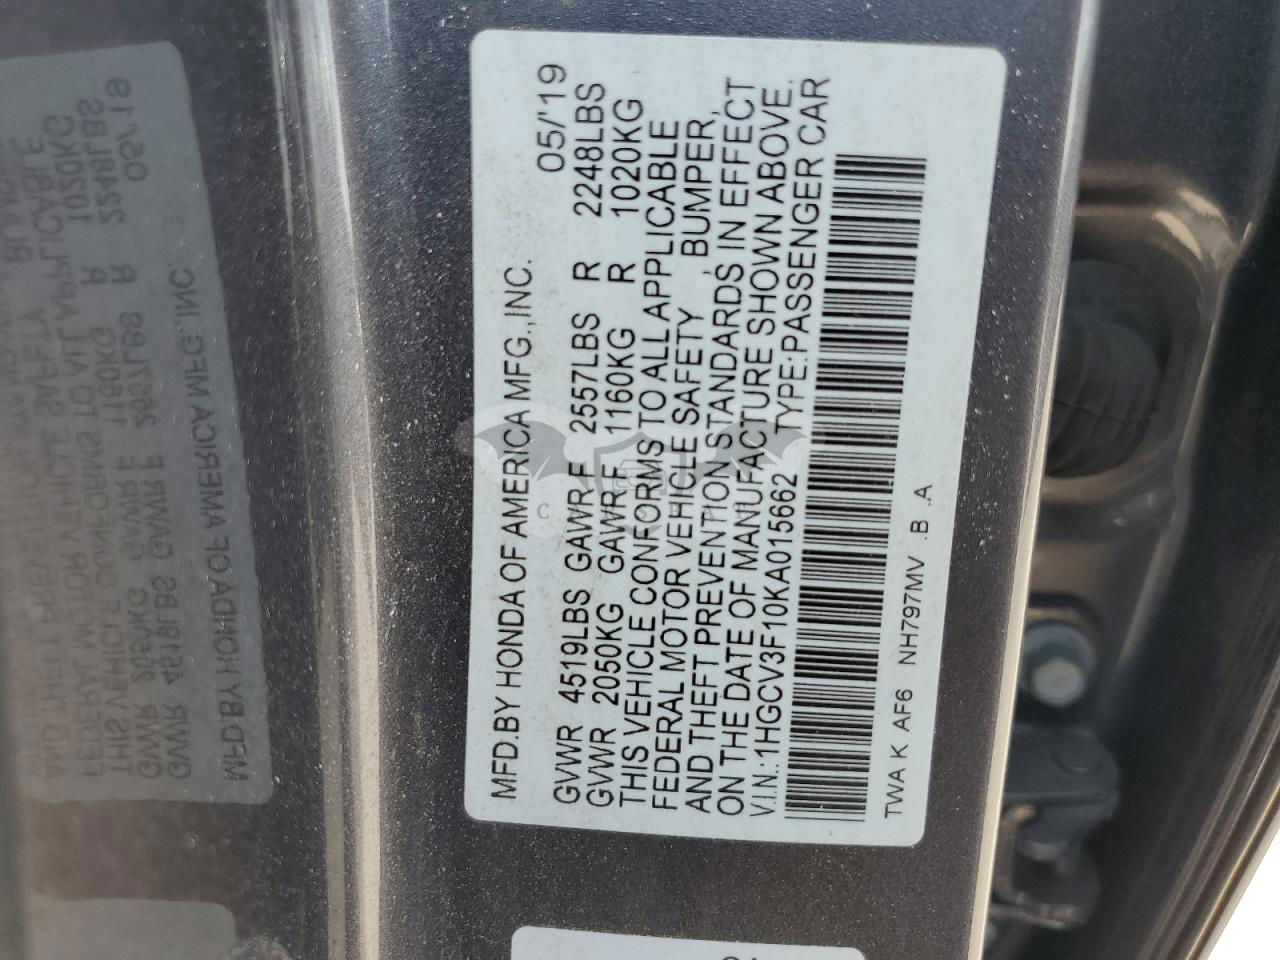 MFD.BY HONDA OF AMERICA MFG.,INC. 05/'19
GVWR 4519LBS GAWR F 2557LBS R 2248LBS
GVWR 2050KG GAWR F 1160KG R 1020KG
THIS VEHICLE CONFORMS TO ALL APPLICABLE
FEDERAL MOTOR VEHICLE SAFETY, BUMPER,
AND THEFT PREVENTION STANDARDS, IN EFFECT
ON THE DATE OF MANUFACTURE SHOWN ABOVE.
V.I.N.:1HGCV3F10KA015662 TYPE:PASSENGER CAR
TWA K AF6 NH797MV .B .A